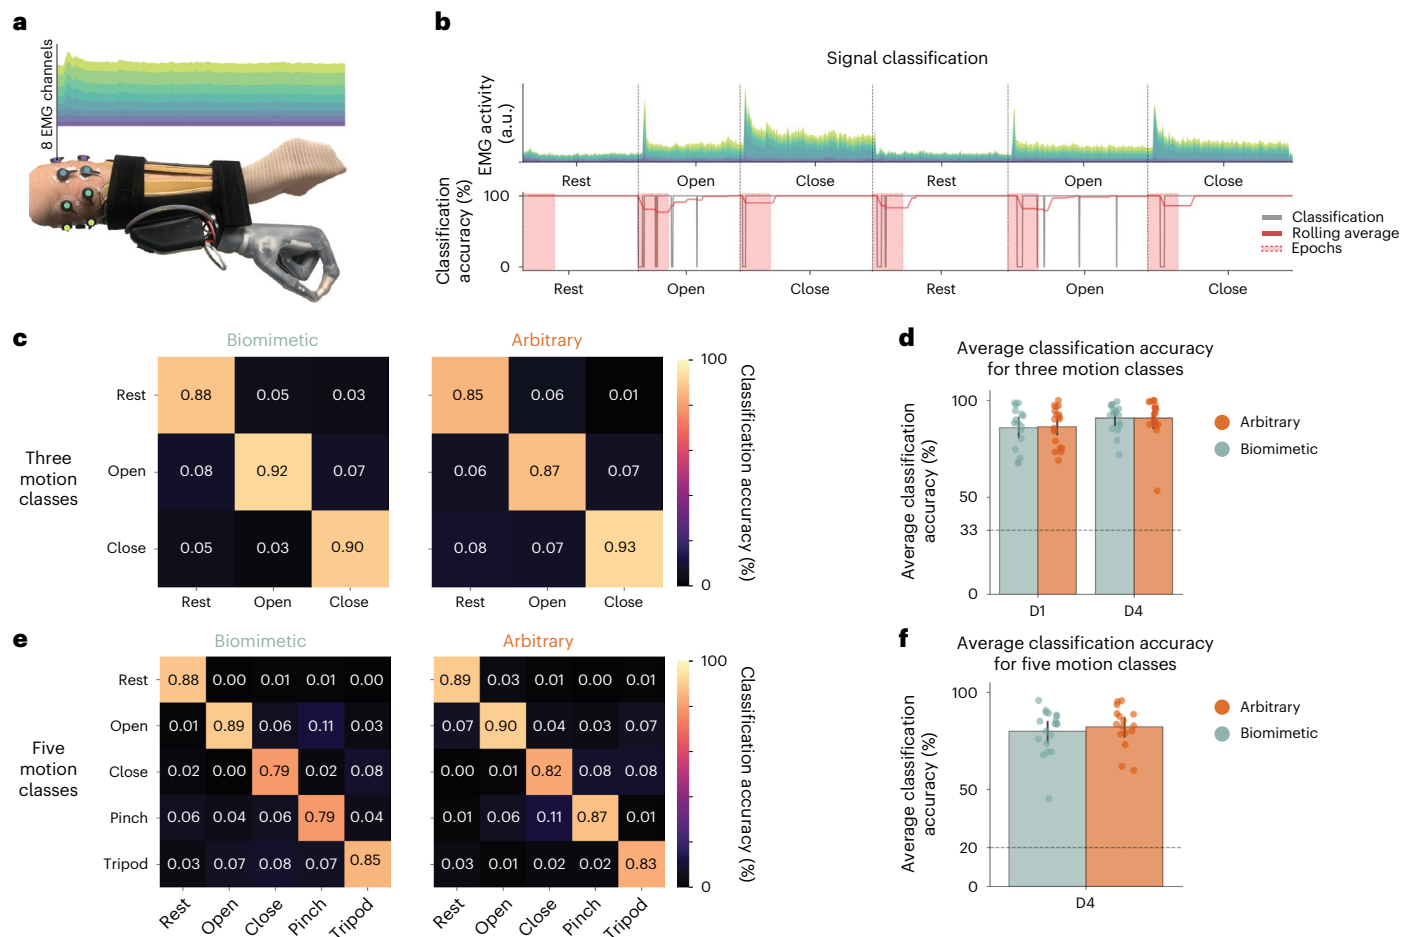 a
8 EMG channels
b
Signal classification
EMG activity
(a.u.)
Rest Open Close Rest Open Close
Classification
accuracy (%)
100
0
Rest Open Close Rest Open Close
Classification
Rolling average
Epochs
c
Biomimetic Arbitrary
Three
motion
classes
Rest 0.88 0.05 0.03
Open 0.08 0.92 0.07
Close 0.05 0.03 0.90
Rest Open Close
0.85 0.06 0.01
0.06 0.87 0.07
0.08 0.07 0.93
Rest Open Close
100
0
Classification accuracy (%)
d
Average classification accuracy
for three motion classes
Average classification
accuracy (%)
100
50
33
0
D1 D4
Arbitrary
Biomimetic
e
Biomimetic Arbitrary
Five
motion
classes
Rest 0.88 0.00 0.01 0.01 0.00
Open 0.01 0.89 0.06 0.11 0.03
Close 0.02 0.00 0.79 0.02 0.08
Pinch 0.06 0.04 0.06 0.79 0.04
Tripod 0.03 0.07 0.08 0.07 0.85
Rest Open Close Pinch Tripod
0.89 0.03 0.01 0.00 0.01
0.07 0.90 0.04 0.03 0.07
0.00 0.01 0.82 0.08 0.08
0.01 0.06 0.11 0.87 0.01
0.03 0.01 0.02 0.02 0.83
Rest Open Close Pinch Tripod
100
0
Classification accuracy (%)
f
Average classification accuracy
for five motion classes
Average classification
accuracy (%)
100
50
20
0
D4
Arbitrary
Biomimetic